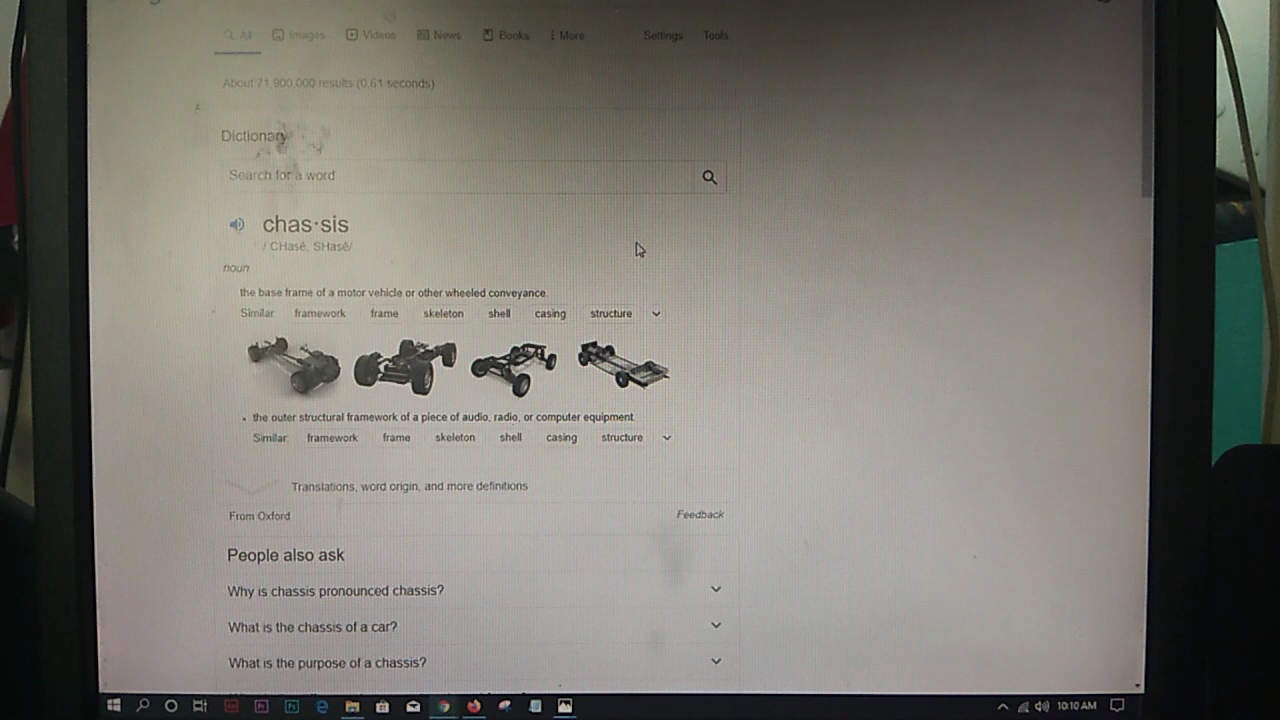 All Images Videos News Books More Settings Tools
About 71,900,000 results (0.61 seconds)
Dictionary
Search for a word
chas·sis
/ˈCHasē, ˈSHasē/
noun
the base frame of a motor vehicle or other wheeled conveyance.
Similar: framework frame skeleton shell casing structure
• the outer structural framework of a piece of audio, radio, or computer equipment.
Similar: framework frame skeleton shell casing structure
Translations, word origin, and more definitions
From Oxford Feedback
People also ask
Why is chassis pronounced chassis?
What is the chassis of a car?
What is the purpose of a chassis?
Pr Ps 10:10 AM